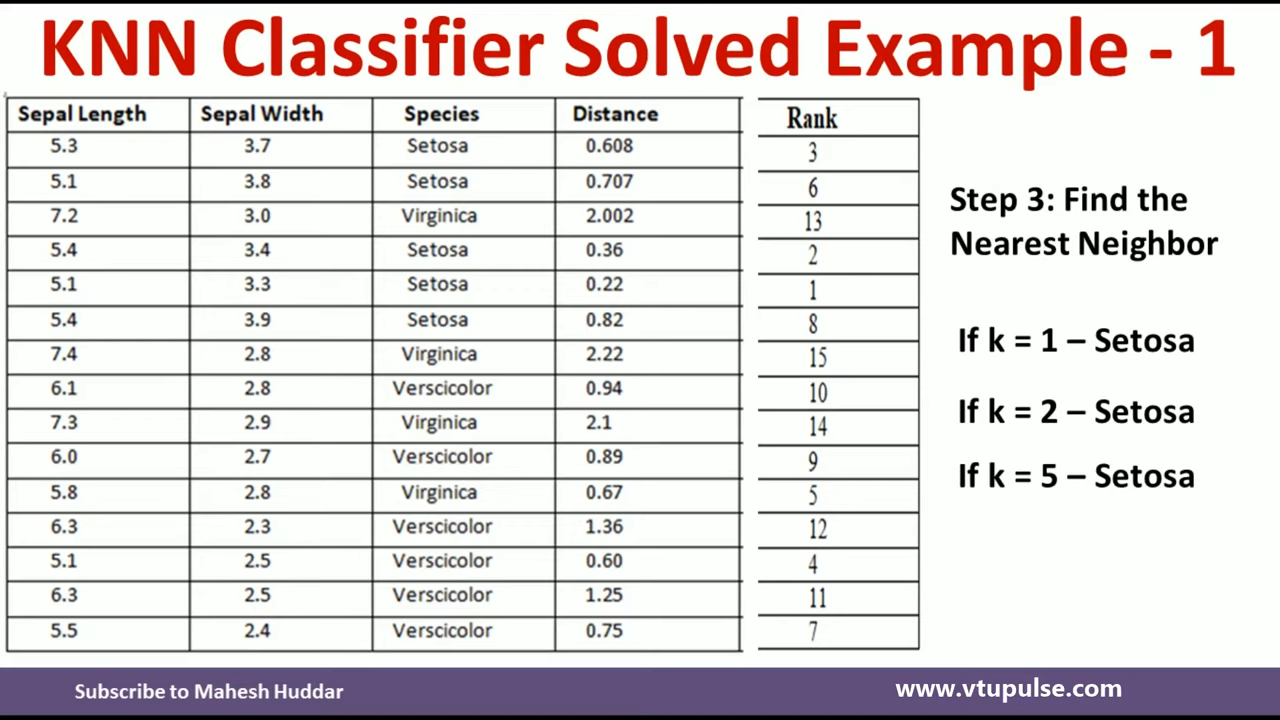 KNN Classifier Solved Example - 1
Sepal Length Sepal Width Species Distance Rank
5.3 3.7 Setosa 0.608 3
5.1 3.8 Setosa 0.707 6
7.2 3.0 Virginica 2.002 13
5.4 3.4 Setosa 0.36 2
5.1 3.3 Setosa 0.22 1
5.4 3.9 Setosa 0.82 8
7.4 2.8 Virginica 2.22 15
6.1 2.8 Verscicolor 0.94 10
7.3 2.9 Virginica 2.1 14
6.0 2.7 Verscicolor 0.89 9
5.8 2.8 Virginica 0.67 5
6.3 2.3 Verscicolor 1.36 12
5.1 2.5 Verscicolor 0.60 4
6.3 2.5 Verscicolor 1.25 11
5.5 2.4 Verscicolor 0.75 7
Step 3: Find the
Nearest Neighbor
If k = 1 – Setosa
If k = 2 – Setosa
If k = 5 – Setosa
Subscribe to Mahesh Huddar
www.vtupulse.com